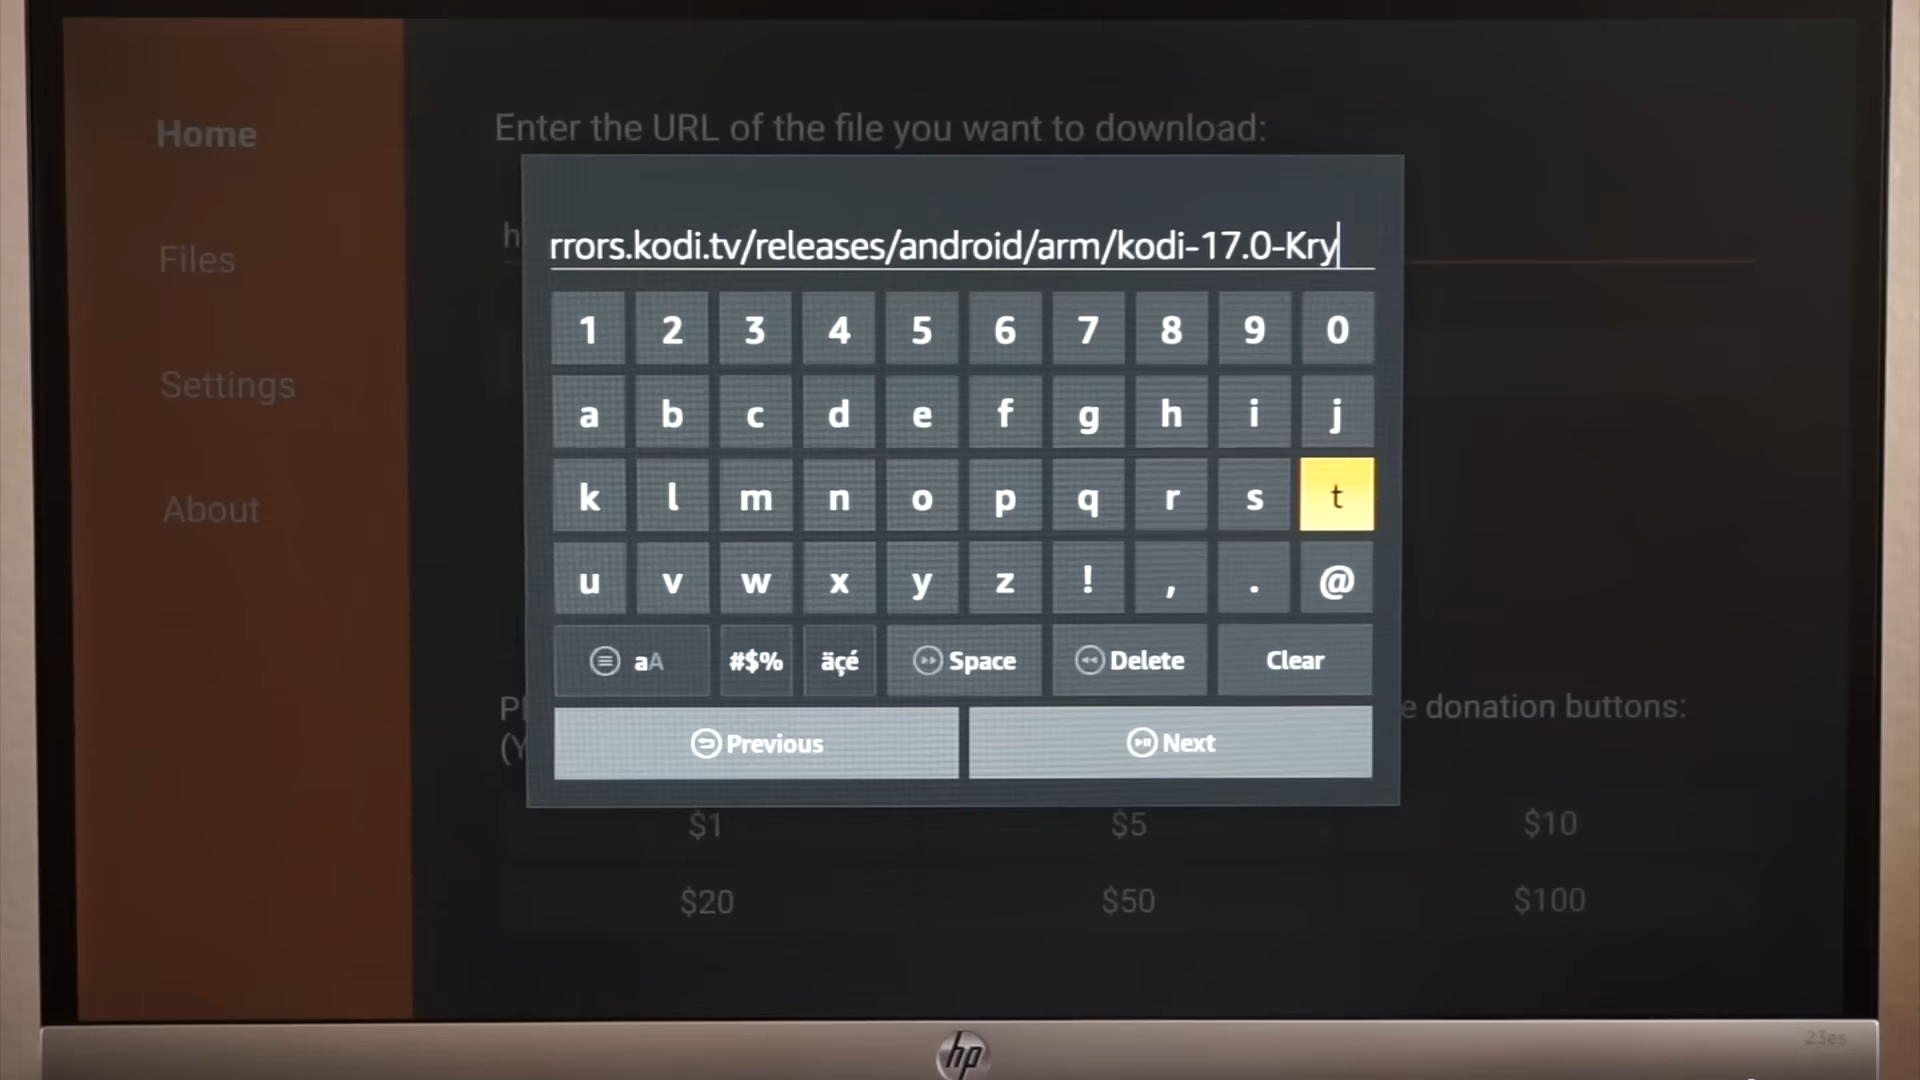 Home
Files
Settings
About
Enter the URL of the file you want to download:
h
rrors.kodi.tv/releases/android/arm/kodi-17.0-Kry
1 2 3 4 5 6 7 8 9 0
a b c d e f g h i j
k l m n o p q r s t
u v w x y z ! , . @
aA #$% äçé Space Delete Clear
Previous Next
e donation buttons:
(Y
$1 $5 $10
$20 $50 $100
hp
23es